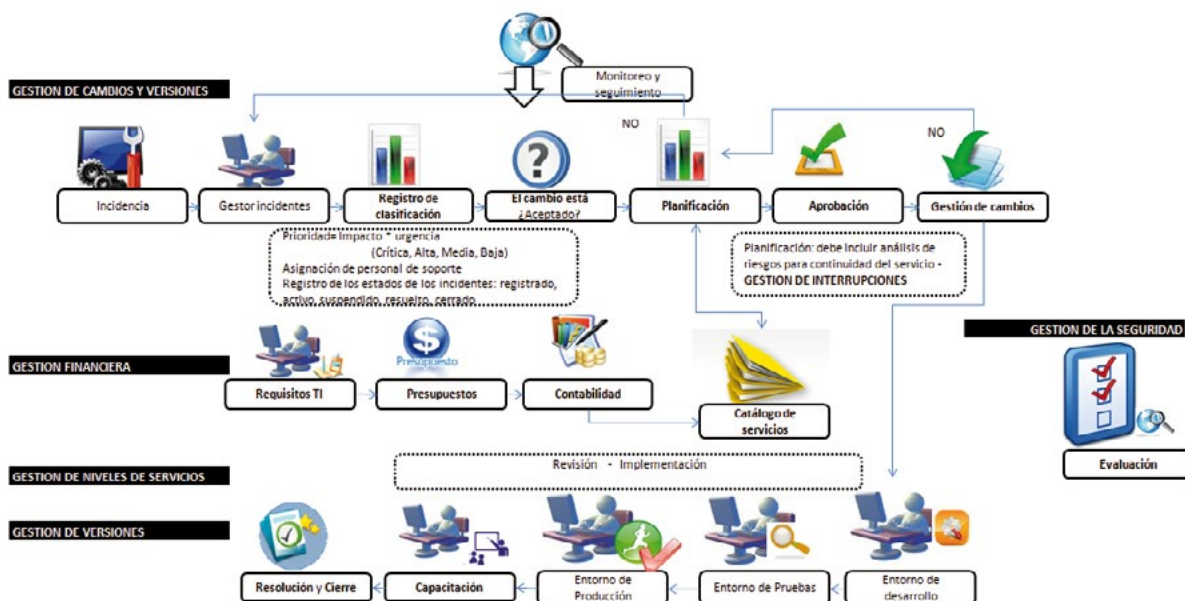 Monitoreo y
seguimiento
GESTION DE CAMBIOS Y VERSIONES
NO
NO
Incidencia
Gestor incidentes
Registro de
clasificación
El cambio está
¿Aceptado?
Planificación
Aprobación
Gestión de cambios
Prioridad= Impacto * urgencia
(Crítica, Alta, Media, Baja)
Asignación de personal de soporte
Registro de los estados de los incidentes: registrado,
activo, suspendido, resuelto, cerrado
Planificación: debe incluir análisis de
riesgos para continuidad del servicio -
GESTION DE INTERRUPCIONES
GESTION DE LA SEGURIDAD
GESTION FINANCIERA
Presupuesto
Requisitos TI
Presupuestos
Contabilidad
Catálogo de
servicios
Evaluación
Revisión - Implementación
GESTION DE NIVELES DE SERVICIOS
GESTION DE VERSIONES
Resolución y Cierre
Capacitación
Entorno de
Producción
Entorno de Pruebas
Entorno de
desarrollo